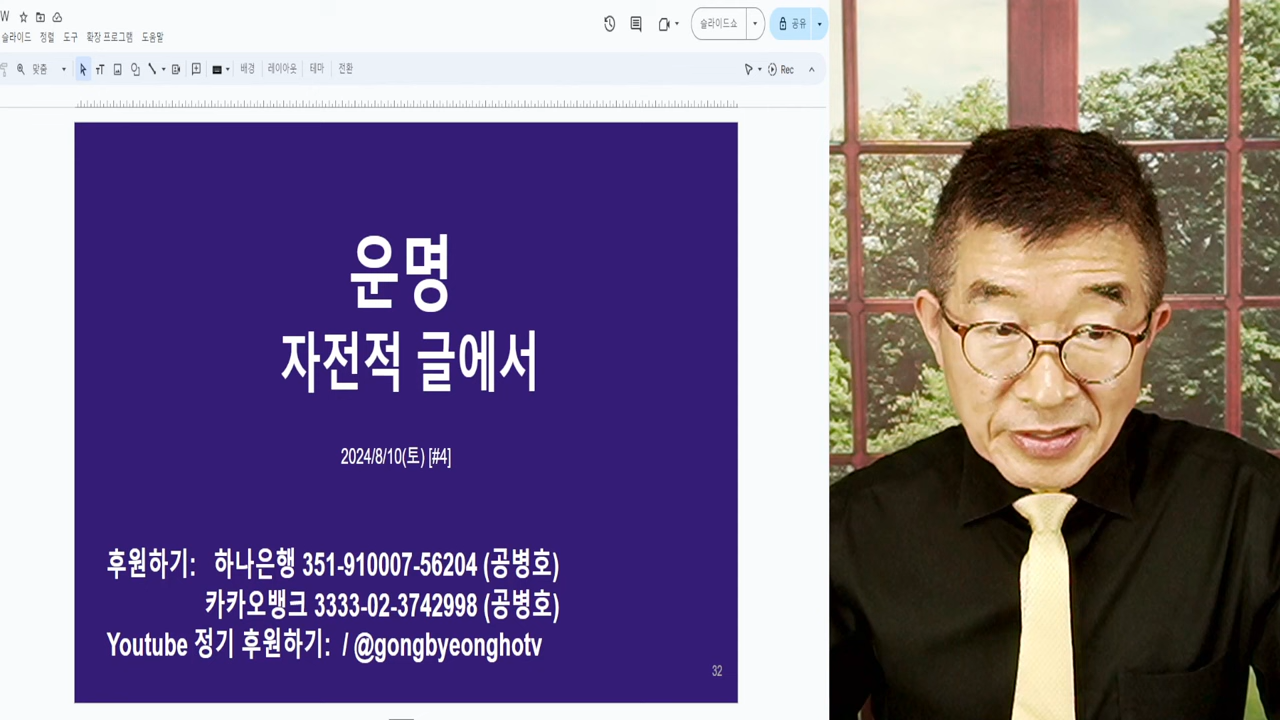 W
슬라이드 정렬 도구 확장 프로그램 도움말
슬라이드쇼
공유
맞춤
배경 레이아웃 테마 전환
Rec
운명
자전적 글에서
2024/8/10(토) [#4]
후원하기: 하나은행 351-910007-56204 (공병호)
카카오뱅크 3333-02-3742998 (공병호)
Youtube 정기 후원하기: / @gongbyeonghotv
32